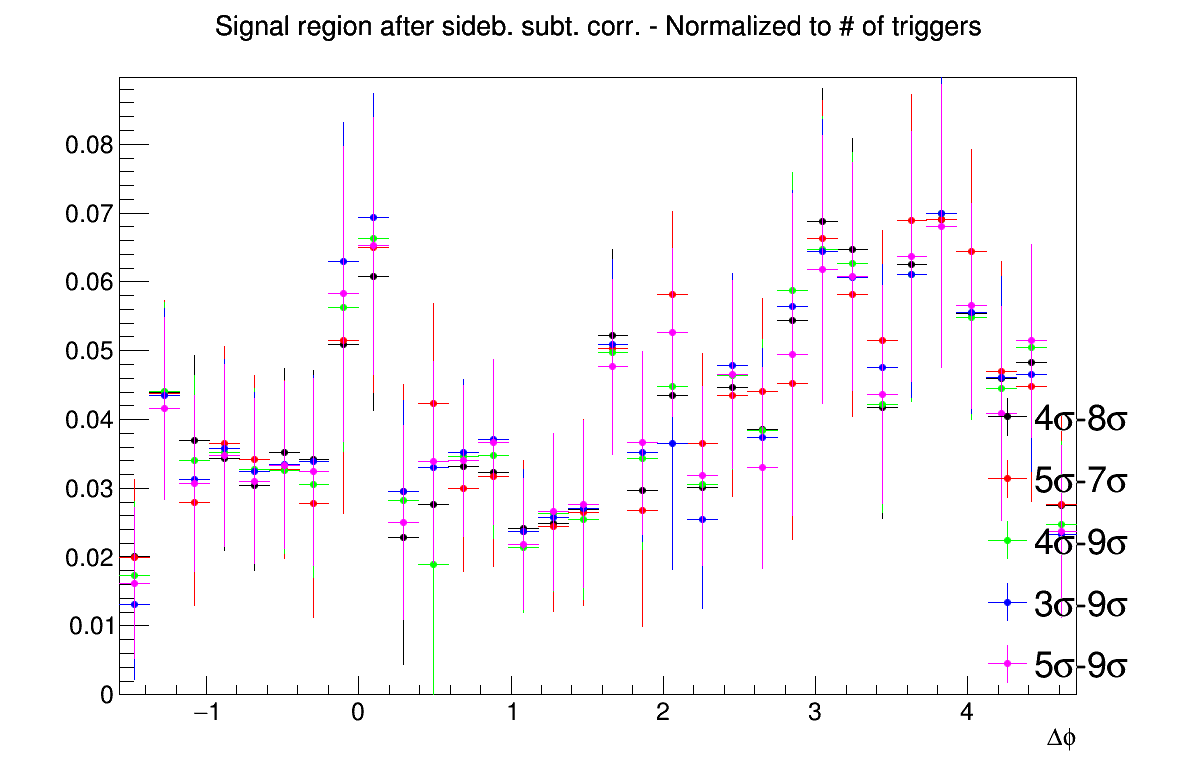 Signal region after sideb. subt. corr. - Normalized to # of triggers
0.08
0.07
0.06
0.05
0.04
0.03
0.02
0.01
0
4σ-8σ
5σ-7σ
4σ-9σ
3σ-9σ
5σ-9σ
−1 0 1 2 3 4
Δϕ